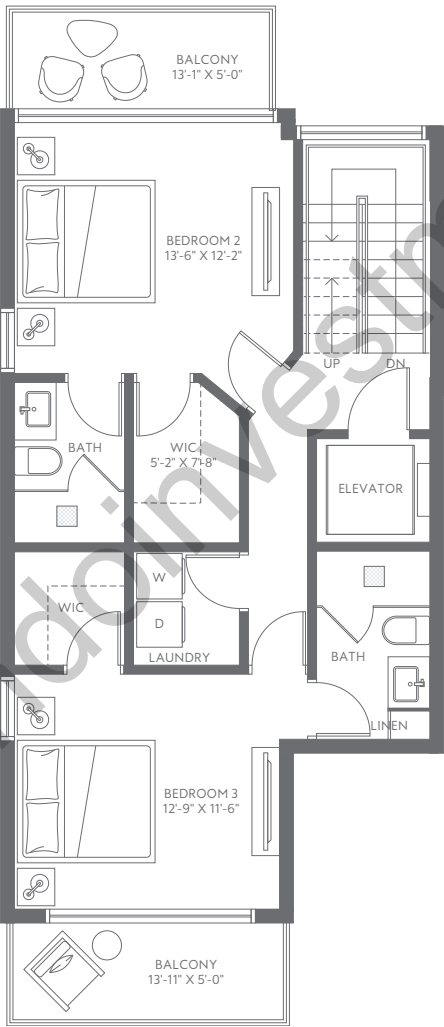 BALCONY
13'-1" X 5'-0"
BEDROOM 2
13'-6" X 12'-2"
UP
DN
BATH
WIC
5'-2" X 7'-8"
ELEVATOR
W
WIC
D
LAUNDRY
BATH
LINEN
BEDROOM 3
12'-9" X 11'-6"
BALCONY
13'-11" X 5'-0"